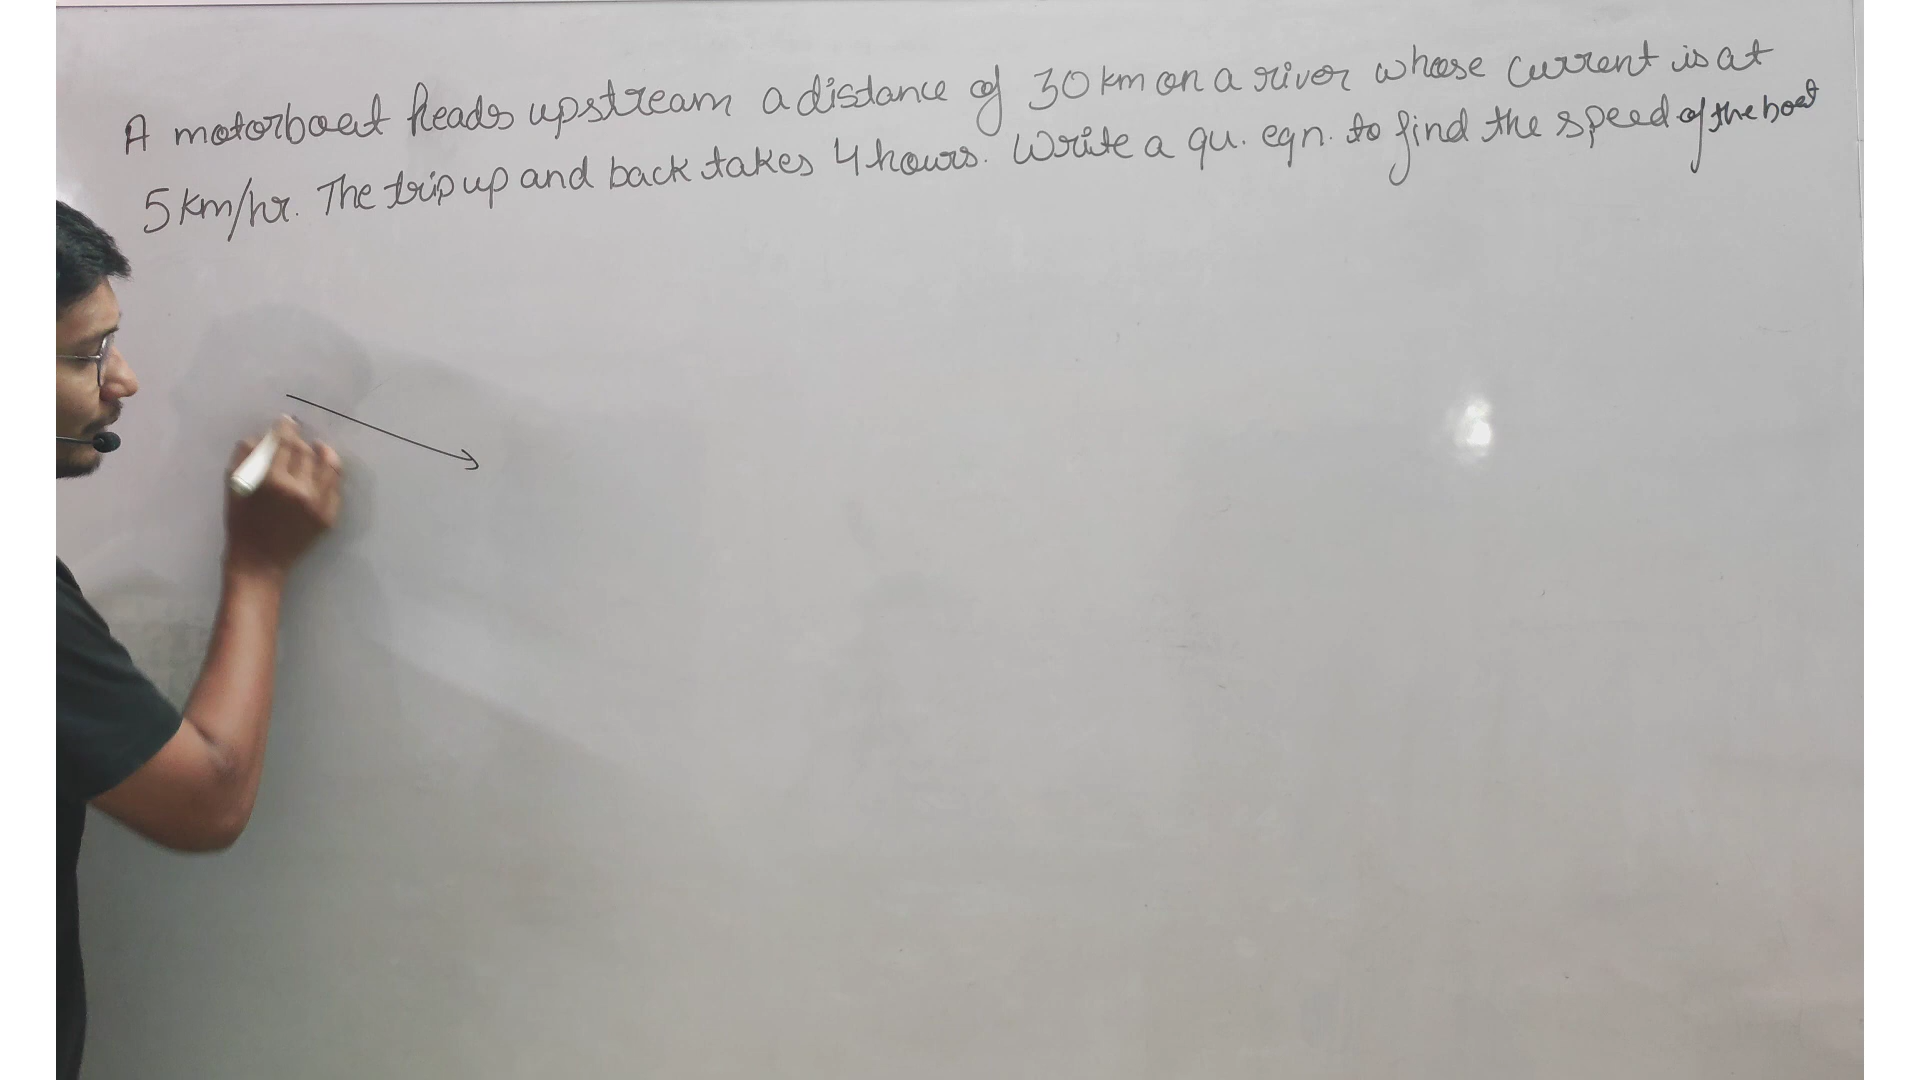 A motorboat heads upstream a distance of 30 km on a river whose current is at
5 km/hr. The trip up and back takes 4 hours. Write a qu. eqn. to find the speed of the boat